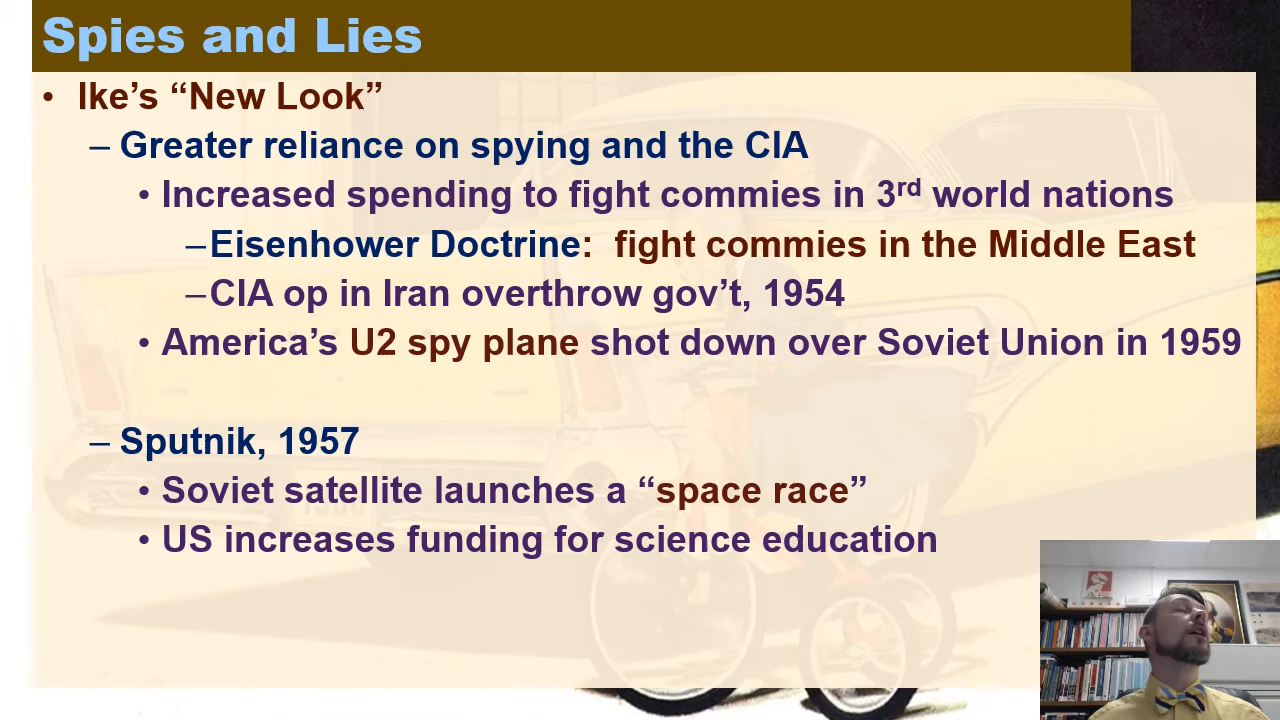 Spies and Lies
• Ike’s “New Look”
– Greater reliance on spying and the CIA
• Increased spending to fight commies in 3rd world nations
–Eisenhower Doctrine:  fight commies in the Middle East
–CIA op in Iran overthrow gov’t, 1954
• America’s U2 spy plane shot down over Soviet Union in 1959
– Sputnik, 1957
• Soviet satellite launches a “space race”
• US increases funding for science education